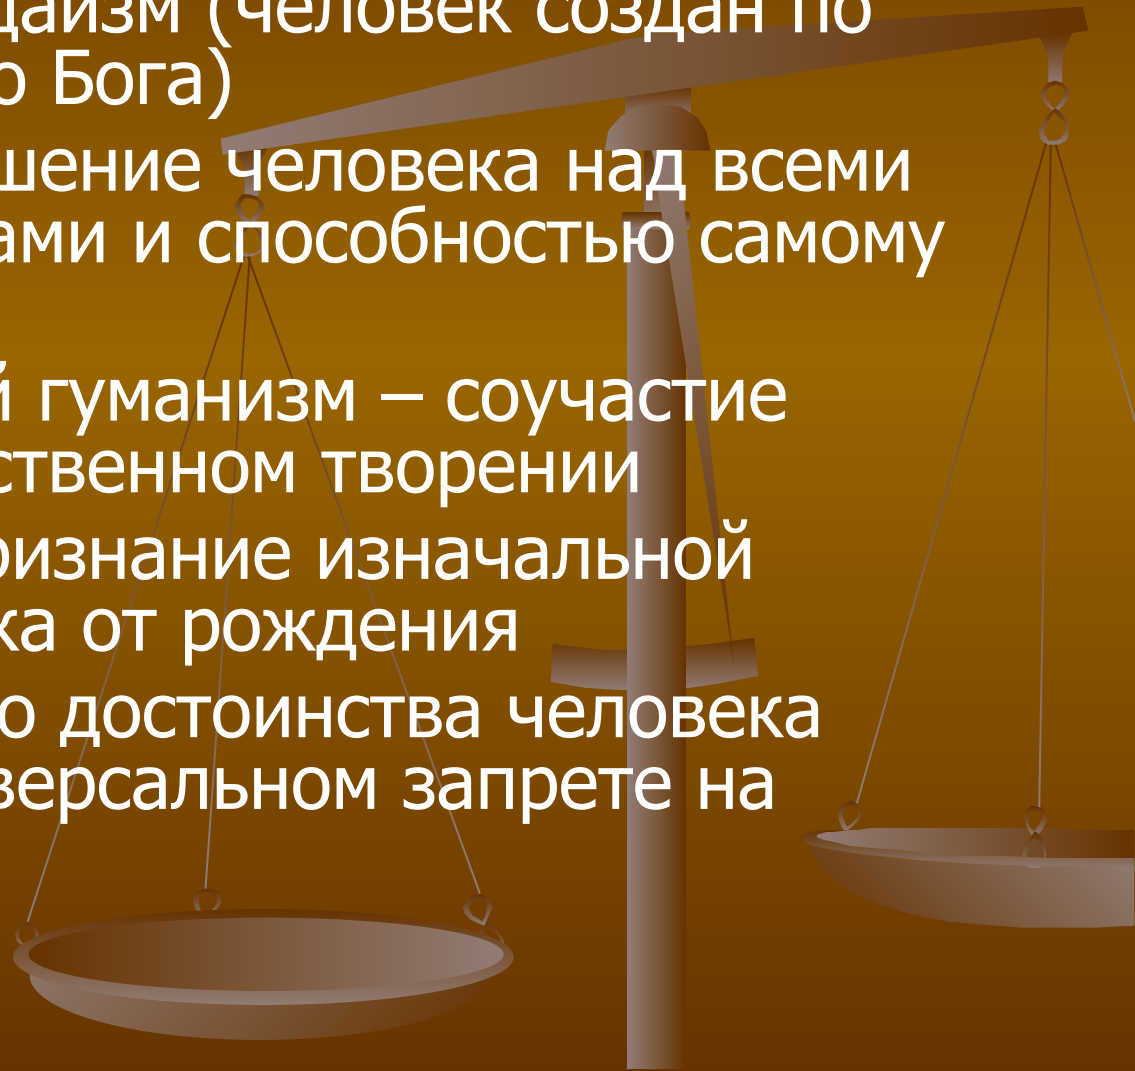 даизм (человек создан по
о Бога)
шение человека над всеми
ами и способностью самому
й гуманизм – соучастие
ственном творении
ризнание изначальной
ка от рождения
о достоинства человека
версальном запрете на